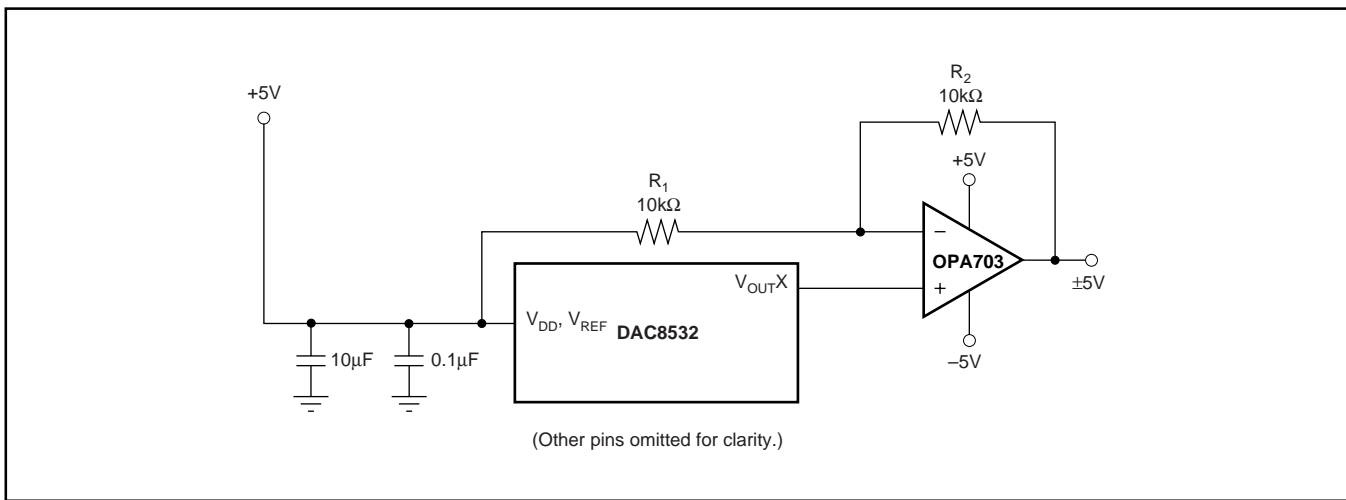 +5V
R2
10kΩ
+5V
R1
10kΩ
−
OPA703
VOUTX
+
±5V
VDD, VREF DAC8532
10µF
0.1µF
−5V
(Other pins omitted for clarity.)